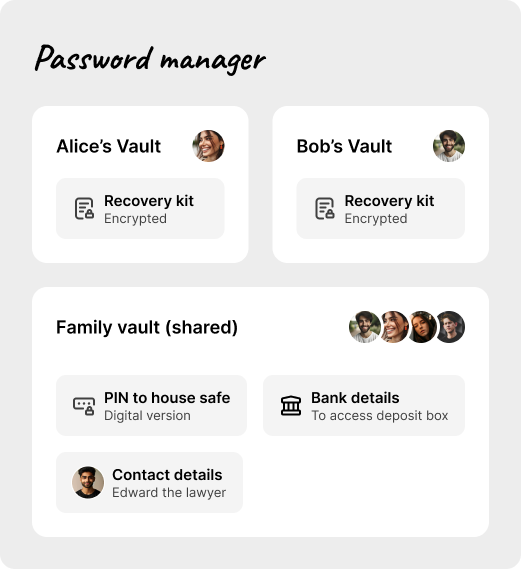 Password manager
Alice’s Vault
Recovery kit
Encrypted
Bob’s Vault
Recovery kit
Encrypted
Family vault (shared)
PIN to house safe
Digital version
Bank details
To access deposit box
Contact details
Edward the lawyer